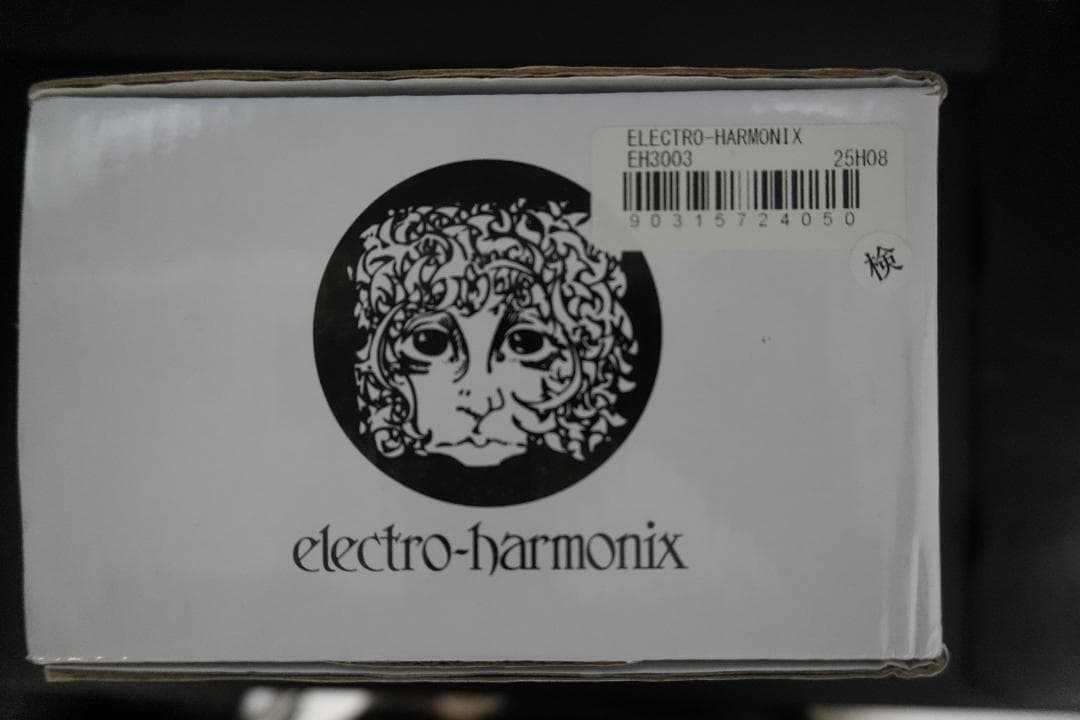 ELECTRO-HARMONIX
EH3003 25H08
90315724050
検
electro-harmonix